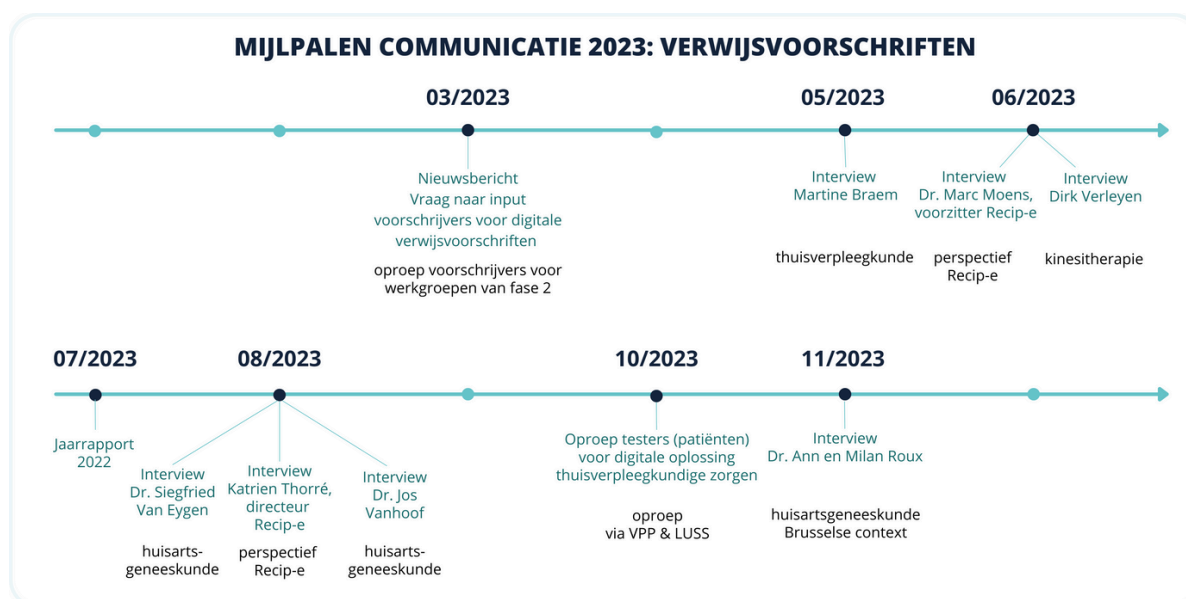 MIJLPALEN COMMUNICATIE 2023: VERWIJSVOORSCHRIFTEN
03/2023
Nieuwsbericht
Vraag naar input
voorschrijvers voor digitale
verwijsvoorschriften
oproep voorschrijvers voor
werkgroepen van fase 2
05/2023
Interview
Martine Braem
thuisverpleegkunde
06/2023
Interview
Dr. Marc Moens,
voorzitter Recip-e
perspectief
Recip-e
Interview
Dirk Verleyen
kinesitherapie
07/2023
Jaarrapport
2022
08/2023
Interview
Dr. Siegfried
Van Eygen
huisarts-
geneeskunde
Interview
Katrien Thorré,
directeur
Recip-e
perspectief
Recip-e
Interview
Dr. Jos
Vanhoof
huisarts-
geneeskunde
10/2023
Oproep testers (patiënten)
voor digitale oplossing
thuisverpleegkundige zorgen
oproep
via VPP & LUSS
11/2023
Interview
Dr. Ann en Milan Roux
huisartsgeneeskunde
Brusselse context